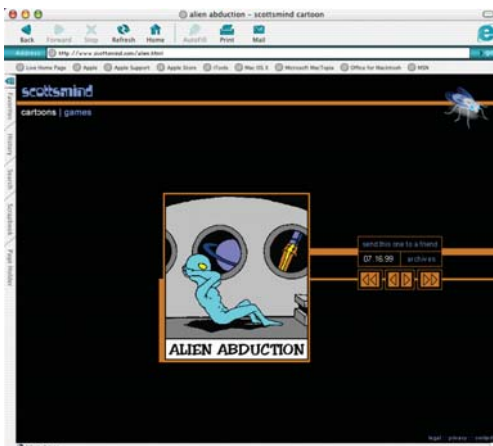 alien abduction - scottsmind cartoon
Back Forward Stop Refresh Home AutoFill Print Mail
Address http://www.scottsmind.com/alien.html
Live Home Page Apple Apple Support Apple Store iTools Mac OS X Microsoft MacTopia Office for Macintosh MSN
Favorites
History
Search
Scrapbook
Page Holder
scottsmind
cartoons | games
send this one to a friend
07.16.99 archives
ALIEN ABDUCTION
legal privacy contact